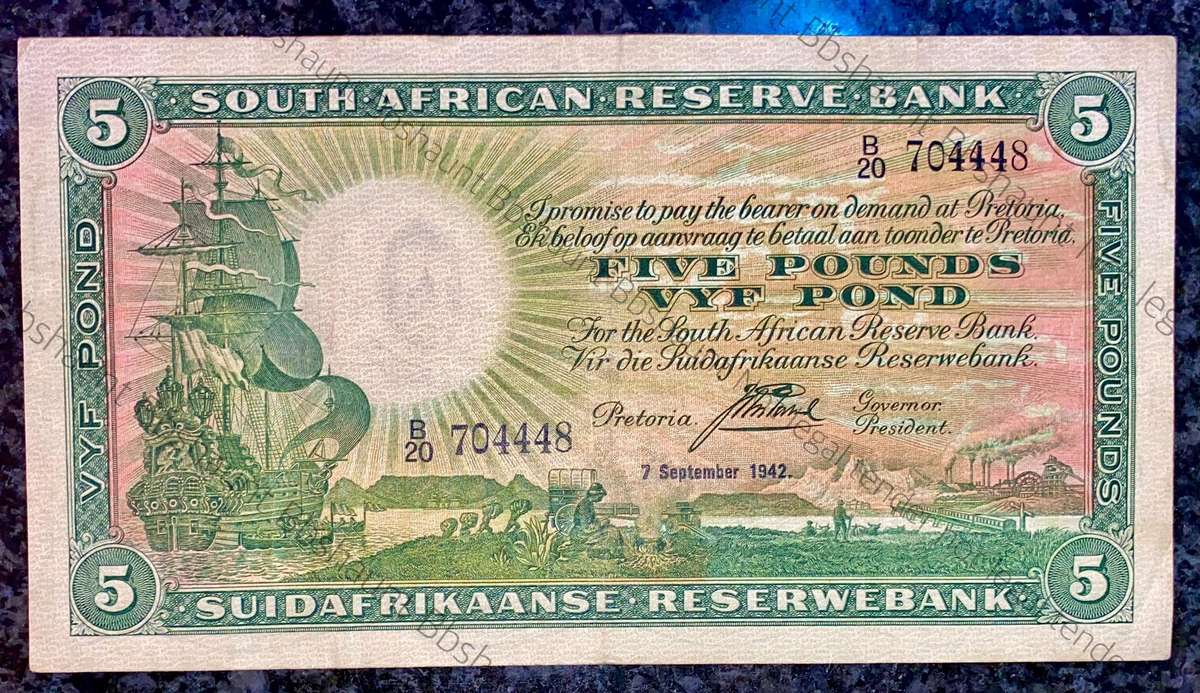 5 SOUTH·AFRICAN·RESERVE·BANK 5
B/20 704448
I promise to pay the bearer on demand at Pretoria,
Ek beloof op aanvraag te betaal aan toonder te Pretoria,
FIVE POUNDS
VYF POND
For the South African Reserve Bank.
Vir die Suidafrikaanse Reserwebank.
Pretoria.
Governor.
President.
B/20 704448
7 September 1942.
VYF POND
FIVE POUNDS
5 SUIDAFRIKAANSE·RESERWEBANK 5
Bbshaunt
legaltender